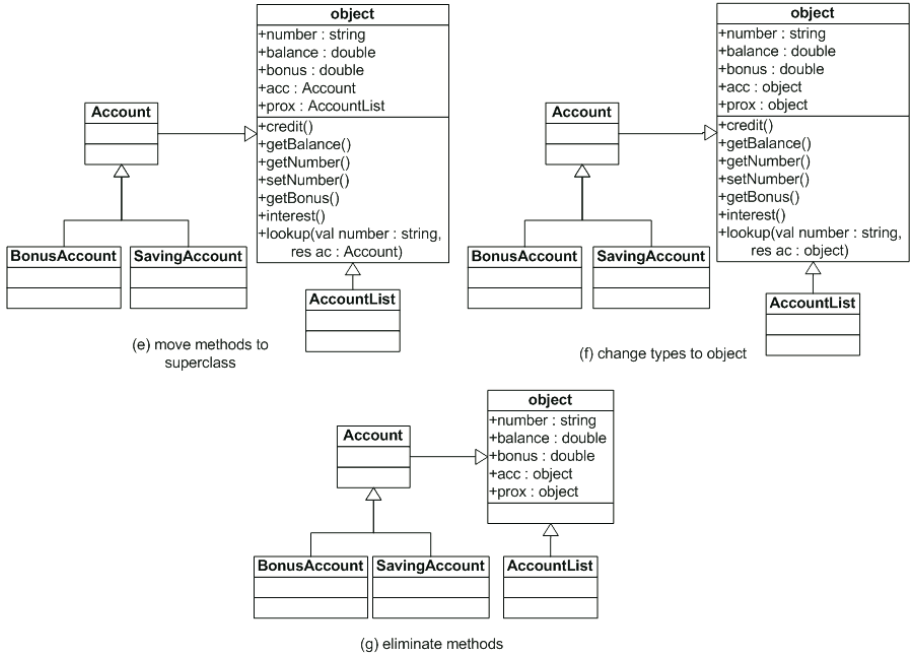 object
+number : string
+balance : double
+bonus : double
+acc : Account
+prox : AccountList
+credit()
+getBalance()
+getNumber()
+setNumber()
+getBonus()
+interest()
+lookup(val number : string,
res ac : Account)
Account
BonusAccount
SavingAccount
AccountList
(e) move methods to
superclass
object
+number : string
+balance : double
+bonus : double
+acc : object
+prox : object
+credit()
+getBalance()
+getNumber()
+setNumber()
+getBonus()
+interest()
+lookup(val number : string,
res ac : object)
Account
BonusAccount
SavingAccount
AccountList
(f) change types to object
object
+number : string
+balance : double
+bonus : double
+acc : object
+prox : object
Account
BonusAccount
SavingAccount
AccountList
(g) eliminate methods